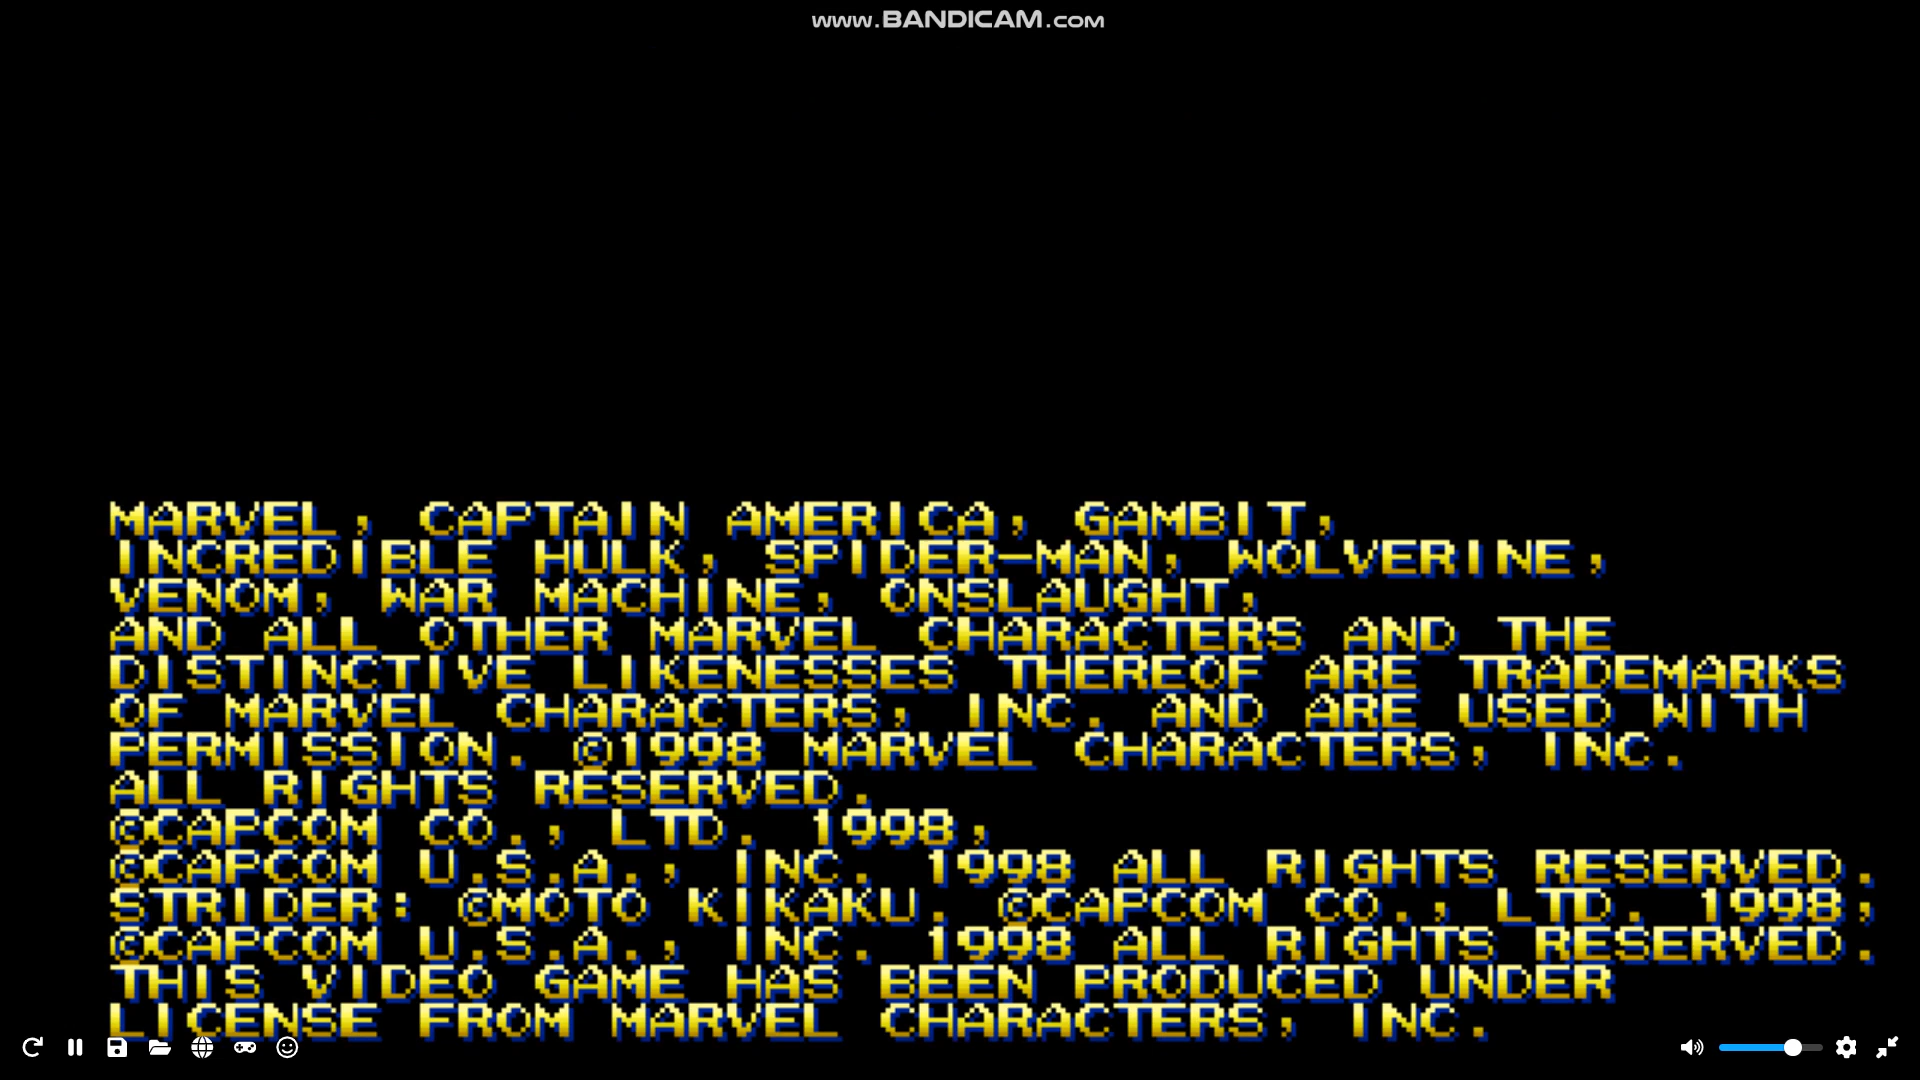 www.BANDICAM.com
MARVEL, CAPTAIN AMERICA, GAMBIT,
INCREDIBLE HULK, SPIDER-MAN, WOLVERINE,
VENOM, WAR MACHINE, ONSLAUGHT,
AND ALL OTHER MARVEL CHARACTERS AND THE
DISTINCTIVE LIKENESSES THEREOF ARE TRADEMARKS
OF MARVEL CHARACTERS, INC. AND ARE USED WITH
PERMISSION. ©1998 MARVEL CHARACTERS, INC.
ALL RIGHTS RESERVED.
©CAPCOM CO., LTD. 1998,
©CAPCOM U.S.A., INC. 1998 ALL RIGHTS RESERVED.
STRIDER: ©MOTO KIKAKU. ©CAPCOM CO., LTD. 1998,
©CAPCOM U.S.A., INC. 1998 ALL RIGHTS RESERVED.
THIS VIDEO GAME HAS BEEN PRODUCED UNDER
LICENSE FROM MARVEL CHARACTERS, INC.